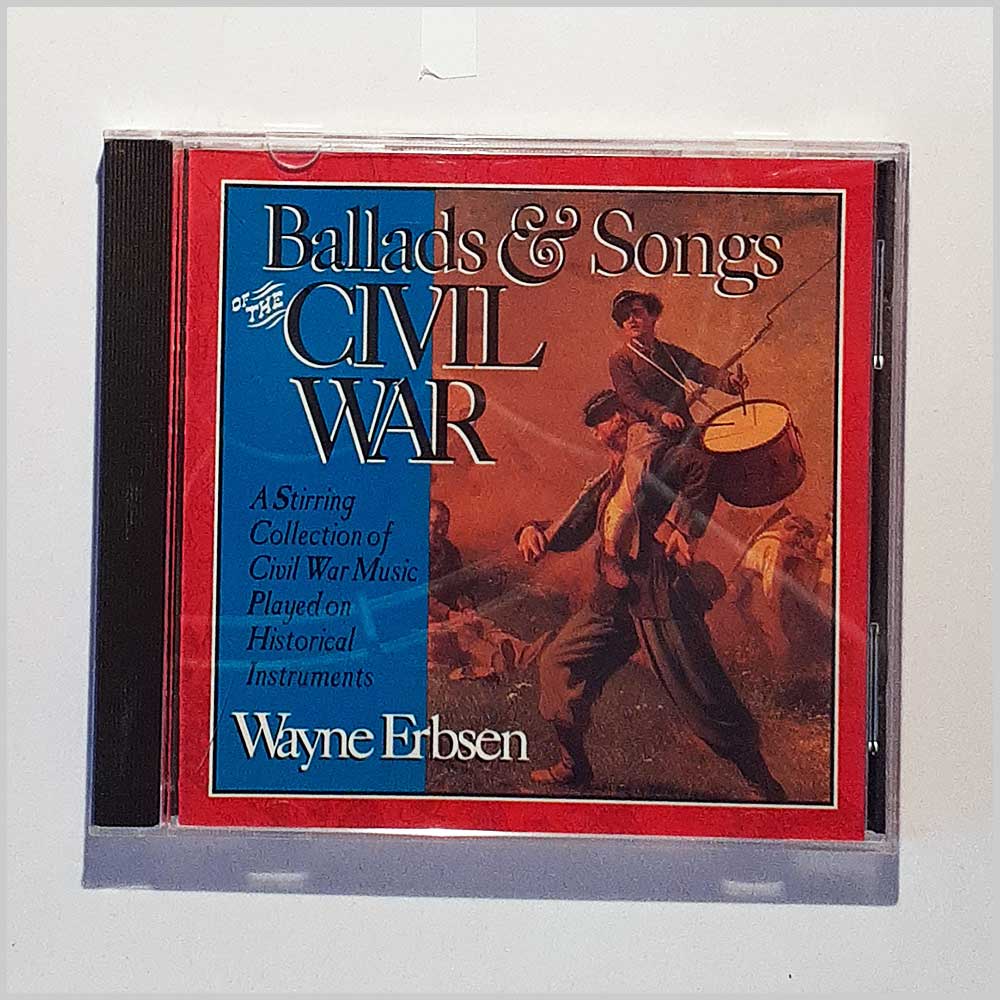 Ballads & Songs
OF THE
CIVIL
WAR
A Stirring
Collection of
Civil War Music
Played on
Historical
Instruments
Wayne Erbsen